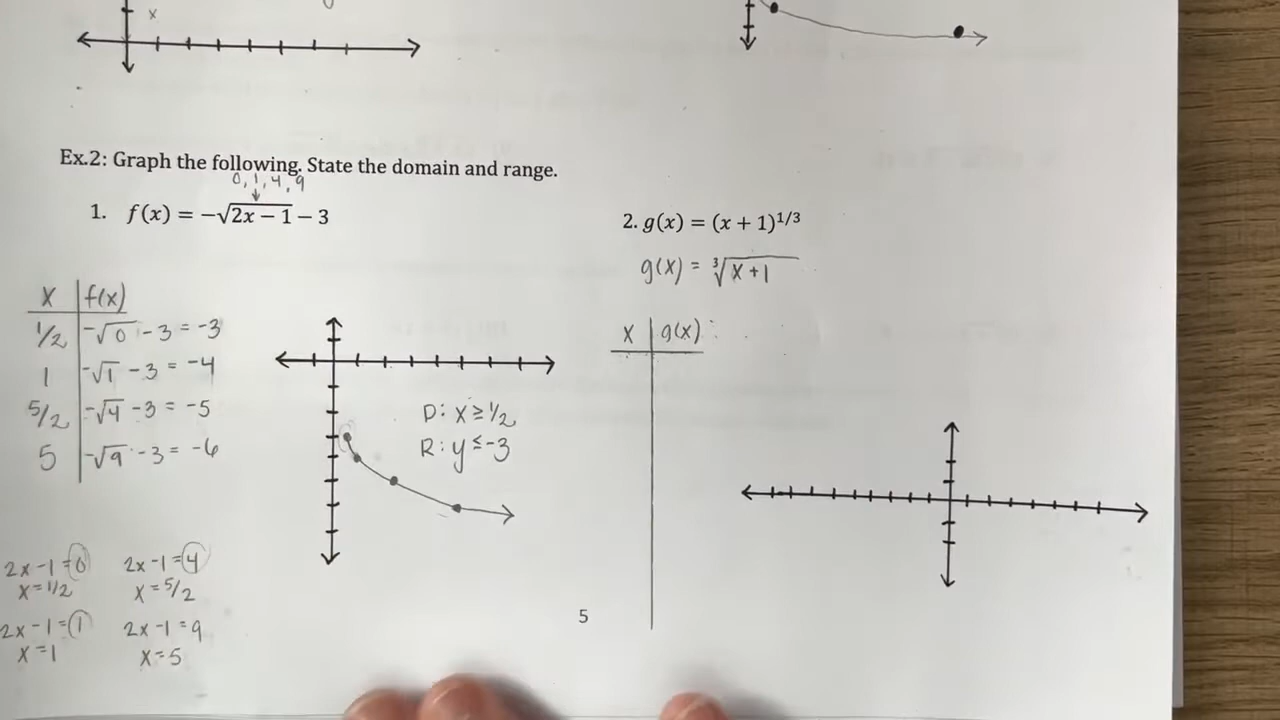 x
Ex.2: Graph the following. State the domain and range.
0, 1, 4, 9
1. f(x) = −√(2x − 1) − 3
x | f(x)
1/2 | -√0 - 3 = -3
1 | -√1 - 3 = -4
5/2 | -√4 - 3 = -5
5 | -√9 - 3 = -6
D: x ≥ 1/2
R: y ≤ -3
2x - 1 = 0
x = 1/2
2x - 1 = 4
x = 5/2
2x - 1 = 1
x = 1
2x - 1 = 9
x = 5
2. g(x) = (x + 1)^1/3
g(x) = ∛(x + 1)
x | g(x)
5